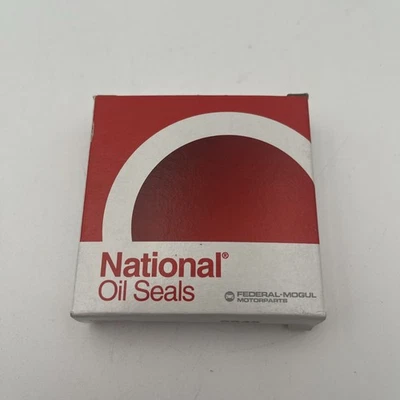 National®
Oil Seals
FEDERAL-MOGUL
MOTORPARTS